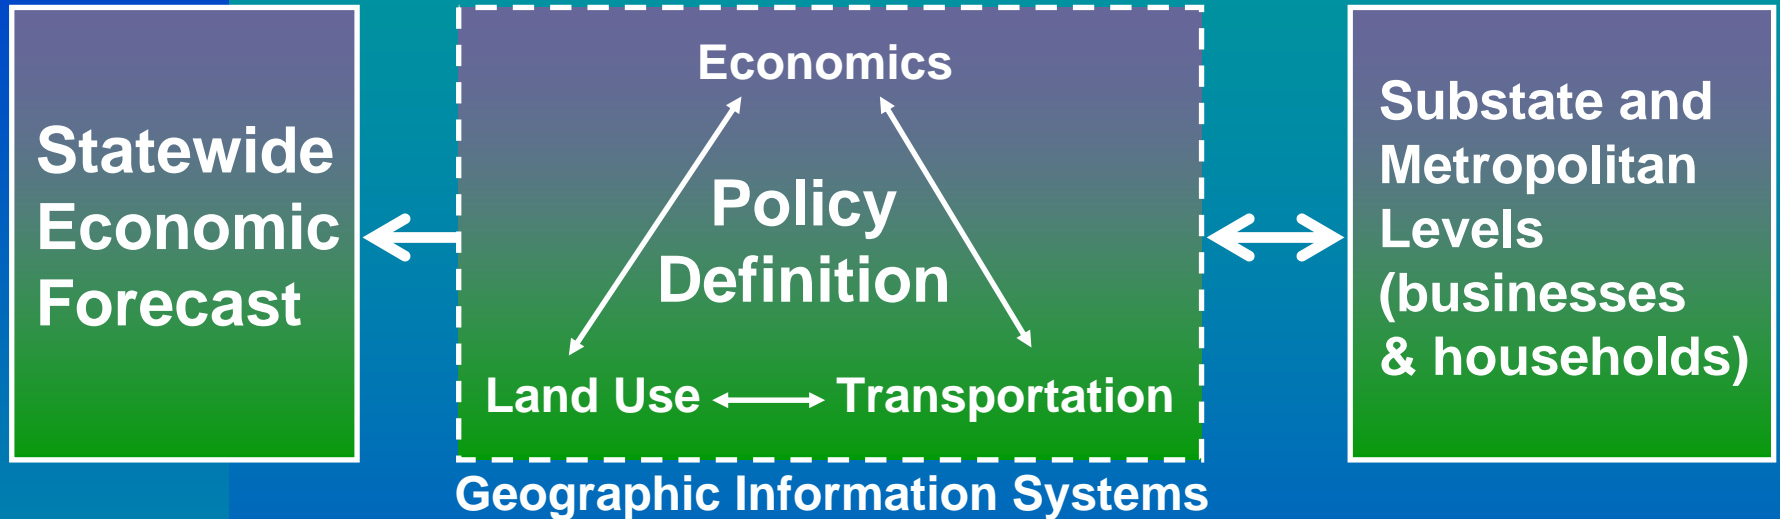 Statewide
Economic
Forecast
Economics
Policy
Definition
Land Use
Transportation
Geographic Information Systems
Substate and
Metropolitan
Levels
(businesses
& households)